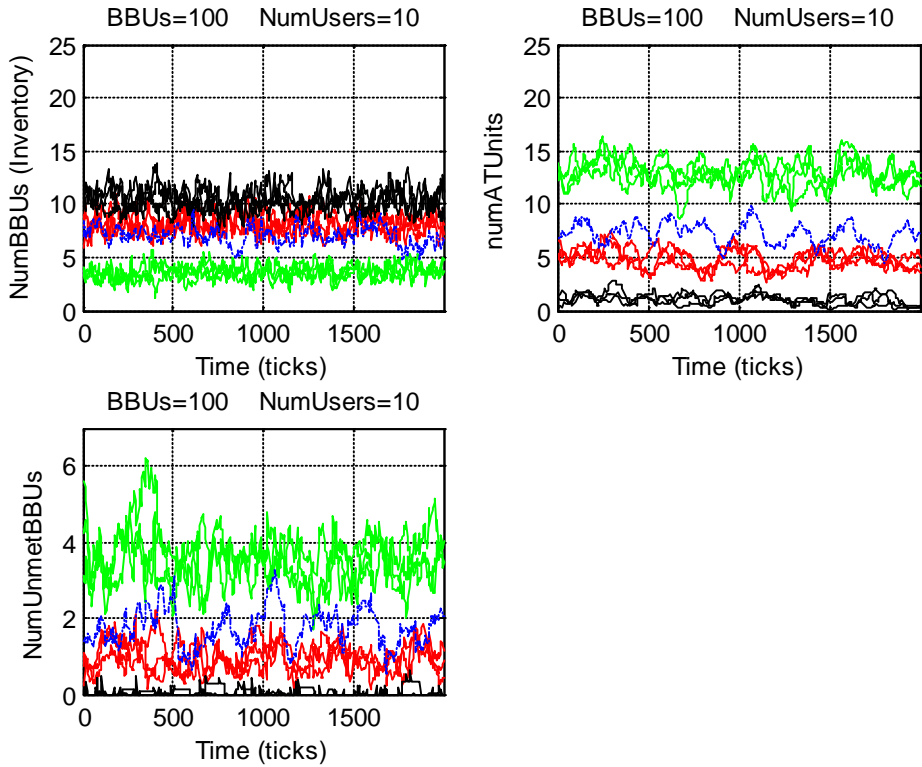 BBUs=100 NumUsers=10
NumBBUs (Inventory)
25
20
15
10
5
0
0 500 1000 1500
Time (ticks)
BBUs=100 NumUsers=10
numATUnits
25
20
15
10
5
0
0 500 1000 1500
Time (ticks)
BBUs=100 NumUsers=10
NumUnmetBBUs
6
4
2
0
0 500 1000 1500
Time (ticks)